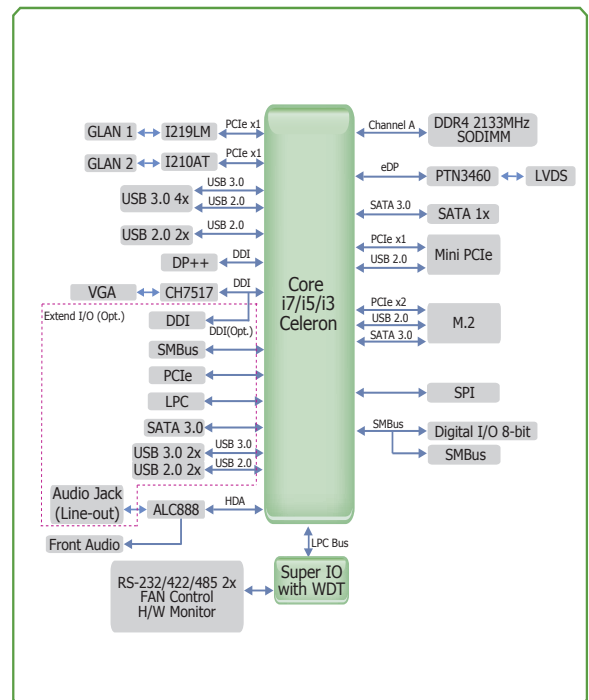 GLAN 1
I219LM
PCIe x1
GLAN 2
I210AT
PCIe x1
USB 3.0 4x
USB 3.0
USB 2.0
USB 2.0 2x
USB 2.0
DP++
DDI
VGA
CH7517
DDI
Extend I/O (Opt.)
DDI
DDI(Opt.)
SMBus
PCIe
LPC
SATA 3.0
USB 3.0 2x
USB 3.0
USB 2.0 2x
USB 2.0
Audio Jack
(Line-out)
ALC888
HDA
Front Audio
Core
i7/i5/i3
Celeron
Channel A
DDR4 2133MHz
SODIMM
eDP
PTN3460
LVDS
SATA 3.0
SATA 1x
PCIe x1
USB 2.0
Mini PCIe
PCIe x2
USB 2.0
SATA 3.0
M.2
SPI
SMBus
Digital I/O 8-bit
SMBus
LPC Bus
Super IO
with WDT
RS-232/422/485 2x
FAN Control
H/W Monitor